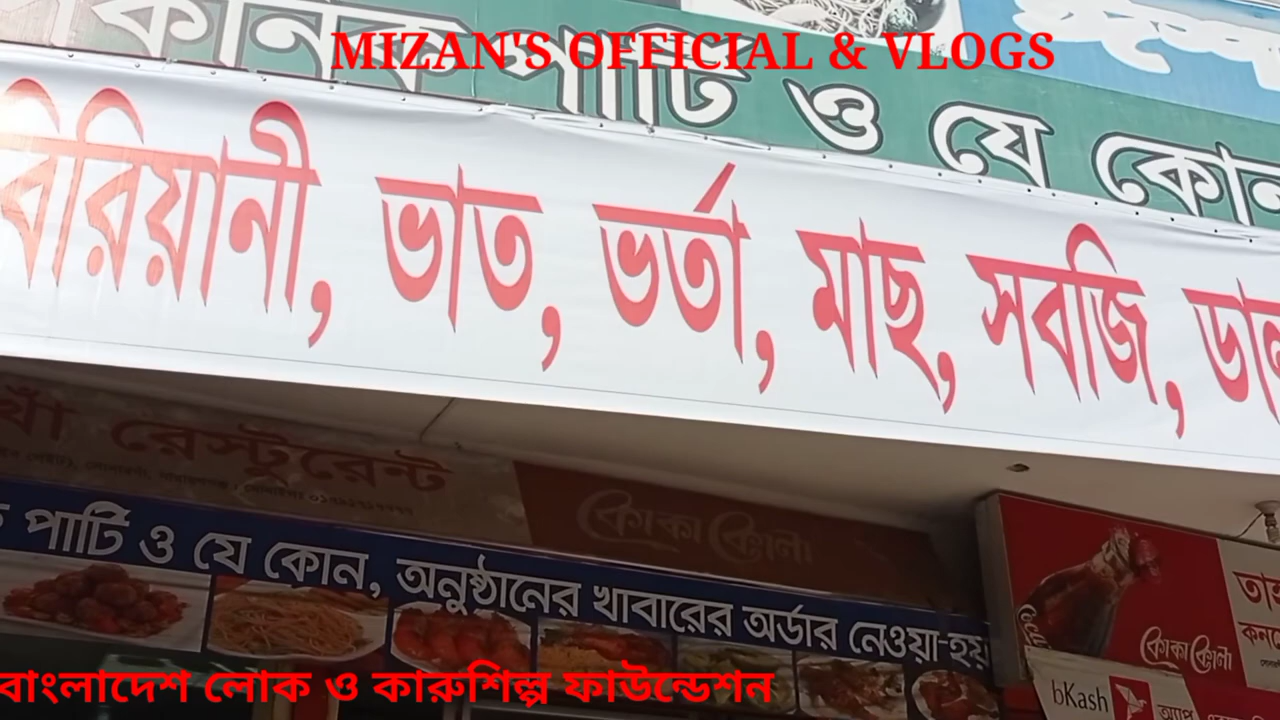 MIZAN'S OFFICIAL & VLOGS
পার্টি ও যে কোন
বিরিয়ানী, ভাত, ভর্তা, মাছ, সবজি, ডাল
খাঁ রেস্টুরেন্ট
কোকা কোলা
পার্টি ও যে কোন, অনুষ্ঠানের খাবারের অর্ডার নেওয়া হয়
কোকা কোলা
bKash
বাংলাদেশ লোক ও কারুশিল্প ফাউন্ডেশন